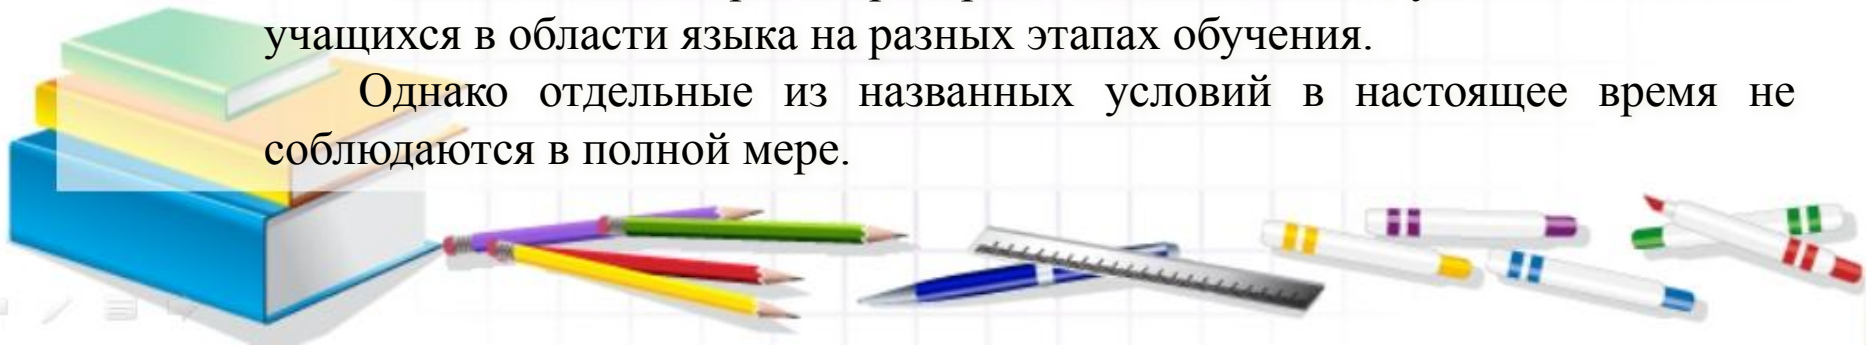 учащихся в области языка на разных этапах обучения.
Однако отдельные из названных условий в настоящее время не
соблюдаются в полной мере.